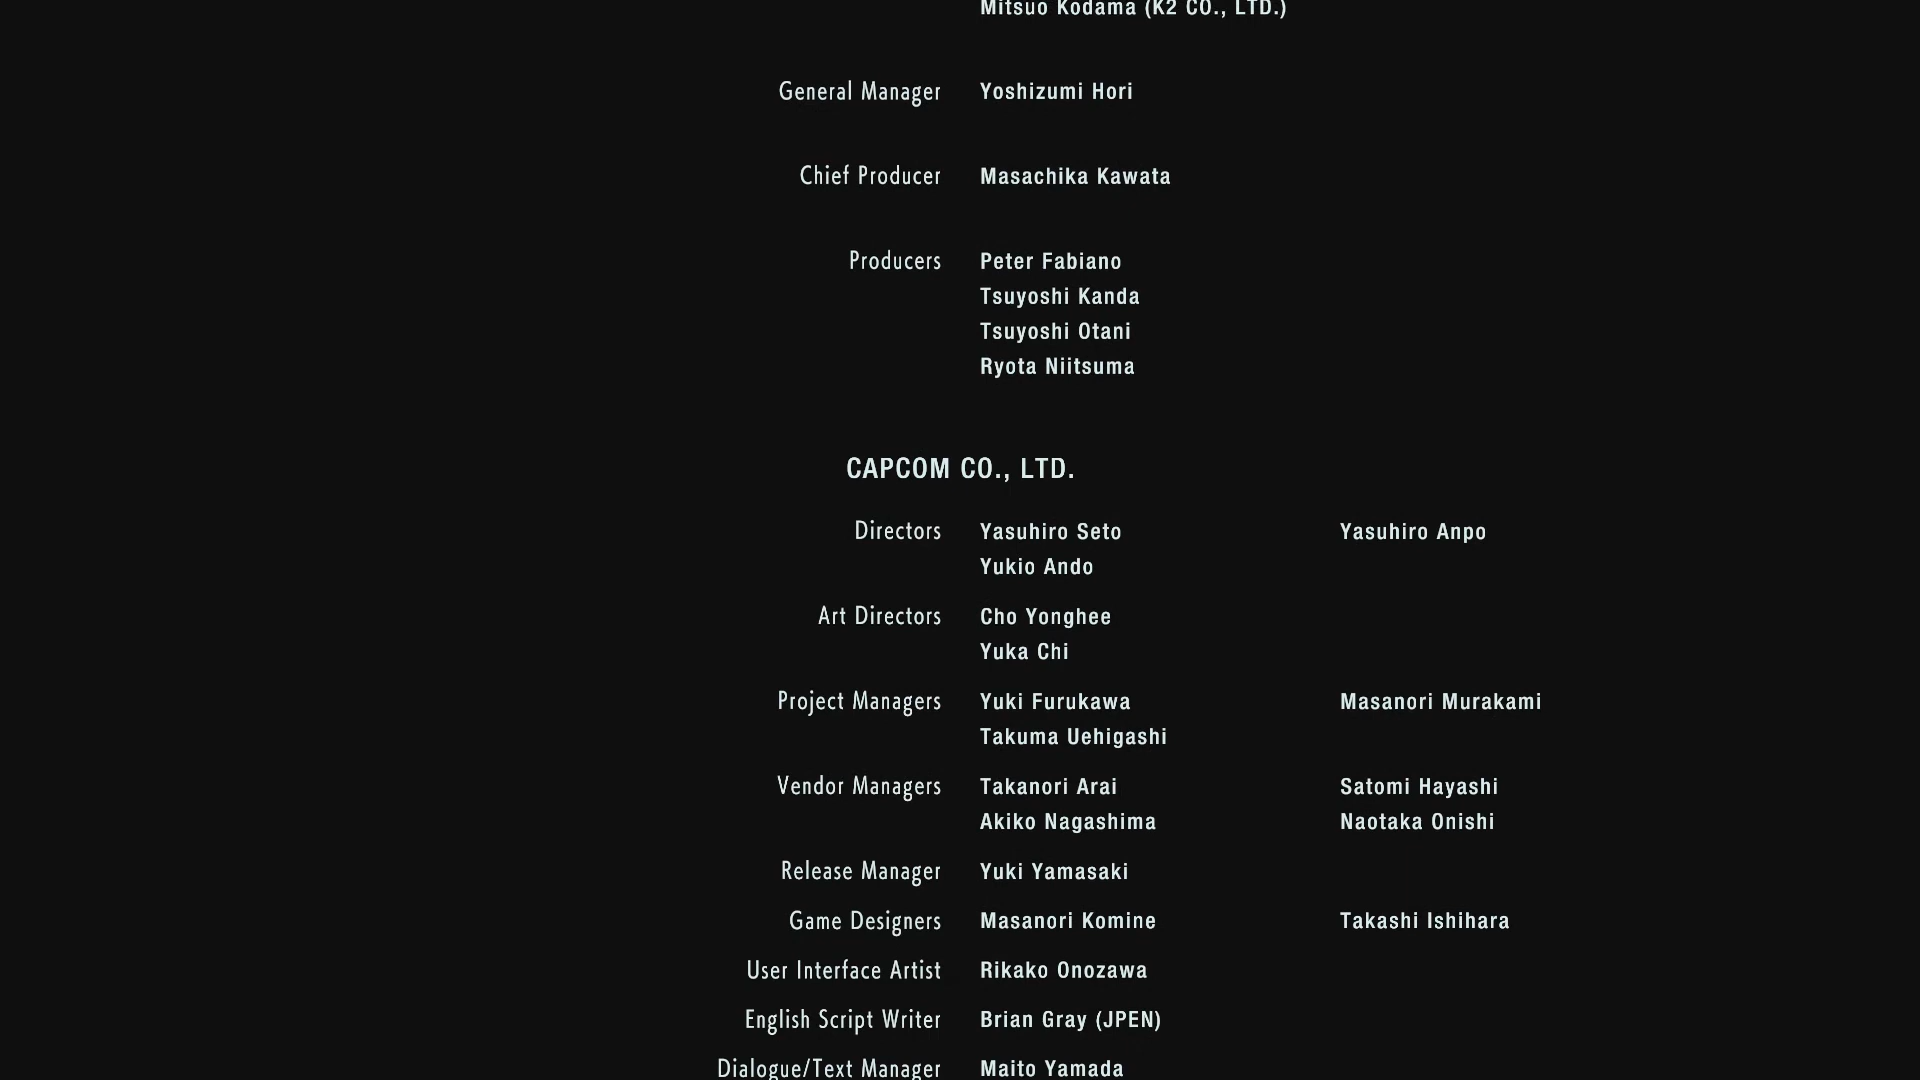 Mitsuo Kodama (K2 CO., LTD.)
General Manager Yoshizumi Hori
Chief Producer Masachika Kawata
Producers Peter Fabiano
Tsuyoshi Kanda
Tsuyoshi Otani
Ryota Niitsuma
CAPCOM CO., LTD.
Directors Yasuhiro Seto Yasuhiro Anpo
Yukio Ando
Art Directors Cho Yonghee
Yuka Chi
Project Managers Yuki Furukawa Masanori Murakami
Takuma Uehigashi
Vendor Managers Takanori Arai Satomi Hayashi
Akiko Nagashima Naotaka Onishi
Release Manager Yuki Yamasaki
Game Designers Masanori Komine Takashi Ishihara
User Interface Artist Rikako Onozawa
English Script Writer Brian Gray (JPEN)
Dialogue/Text Manager Maito Yamada